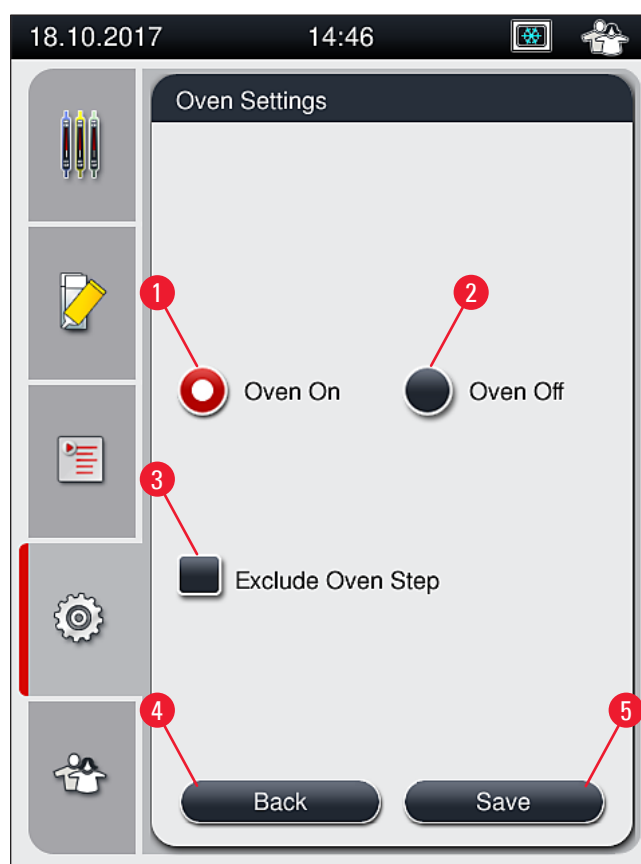 18.10.2017 14:46
Oven Settings
1 2
Oven On Oven Off
3
Exclude Oven Step
4 5
Back Save